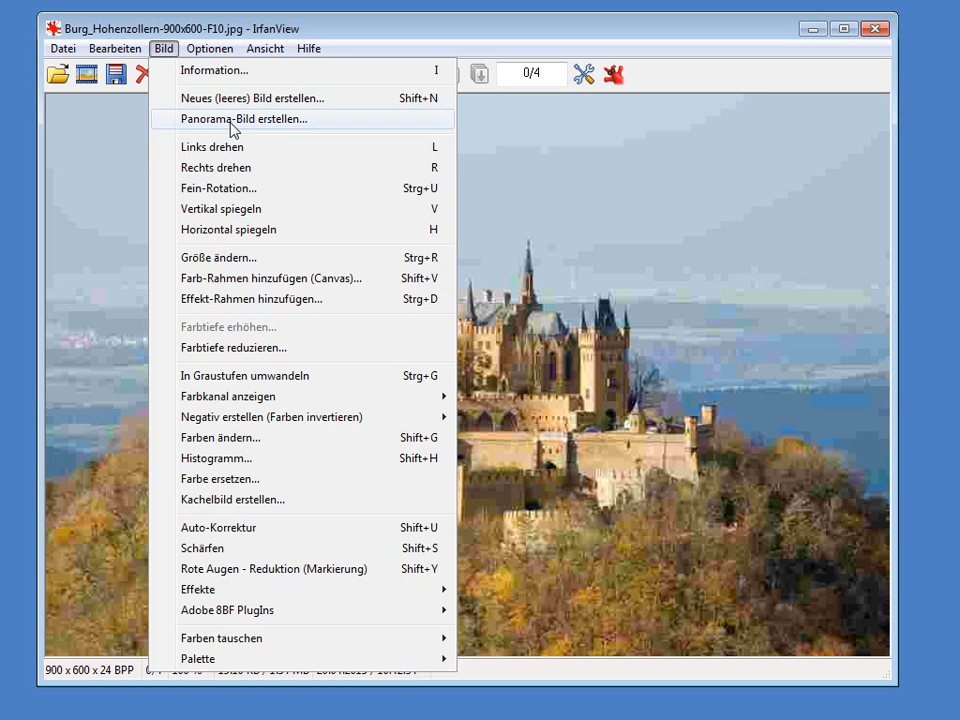 Burg_Hohenzollern-900x600-F10.jpg - IrfanView
Datei Bearbeiten Bild Optionen Ansicht Hilfe
0/4
Information... I
Neues (leeres) Bild erstellen... Shift+N
Panorama-Bild erstellen...
Links drehen L
Rechts drehen R
Fein-Rotation... Strg+U
Vertikal spiegeln V
Horizontal spiegeln H
Größe ändern... Strg+R
Farb-Rahmen hinzufügen (Canvas)... Shift+V
Effekt-Rahmen hinzufügen... Strg+D
Farbtiefe erhöhen...
Farbtiefe reduzieren...
In Graustufen umwandeln Strg+G
Farbkanal anzeigen
Negativ erstellen (Farben invertieren)
Farben ändern... Shift+G
Histogramm... Shift+H
Farbe ersetzen...
Kachelbild erstellen...
Auto-Korrektur Shift+U
Schärfen Shift+S
Rote Augen - Reduktion (Markierung) Shift+Y
Effekte
Adobe 8BF PlugIns
Farben tauschen
Palette
900 x 600 x 24 BPP